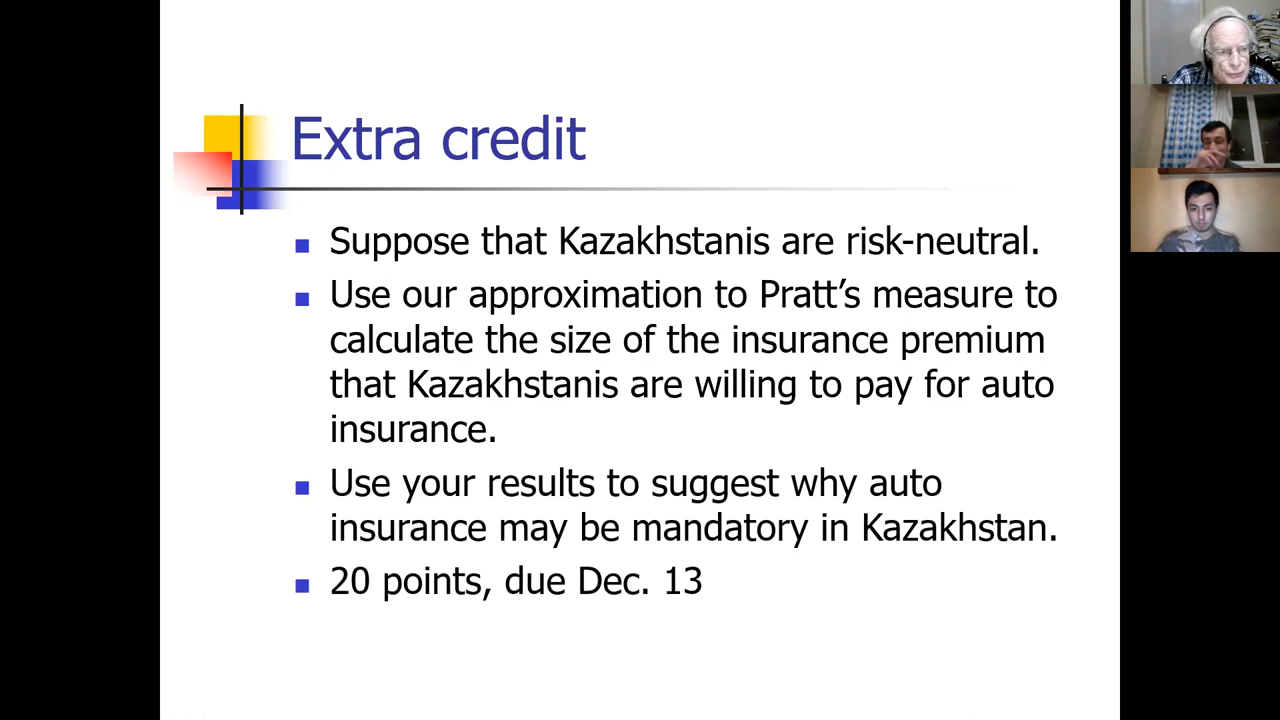 Extra credit
Suppose that Kazakhstanis are risk-neutral.
Use our approximation to Pratt’s measure to
calculate the size of the insurance premium
that Kazakhstanis are willing to pay for auto
insurance.
Use your results to suggest why auto
insurance may be mandatory in Kazakhstan.
20 points, due Dec. 13